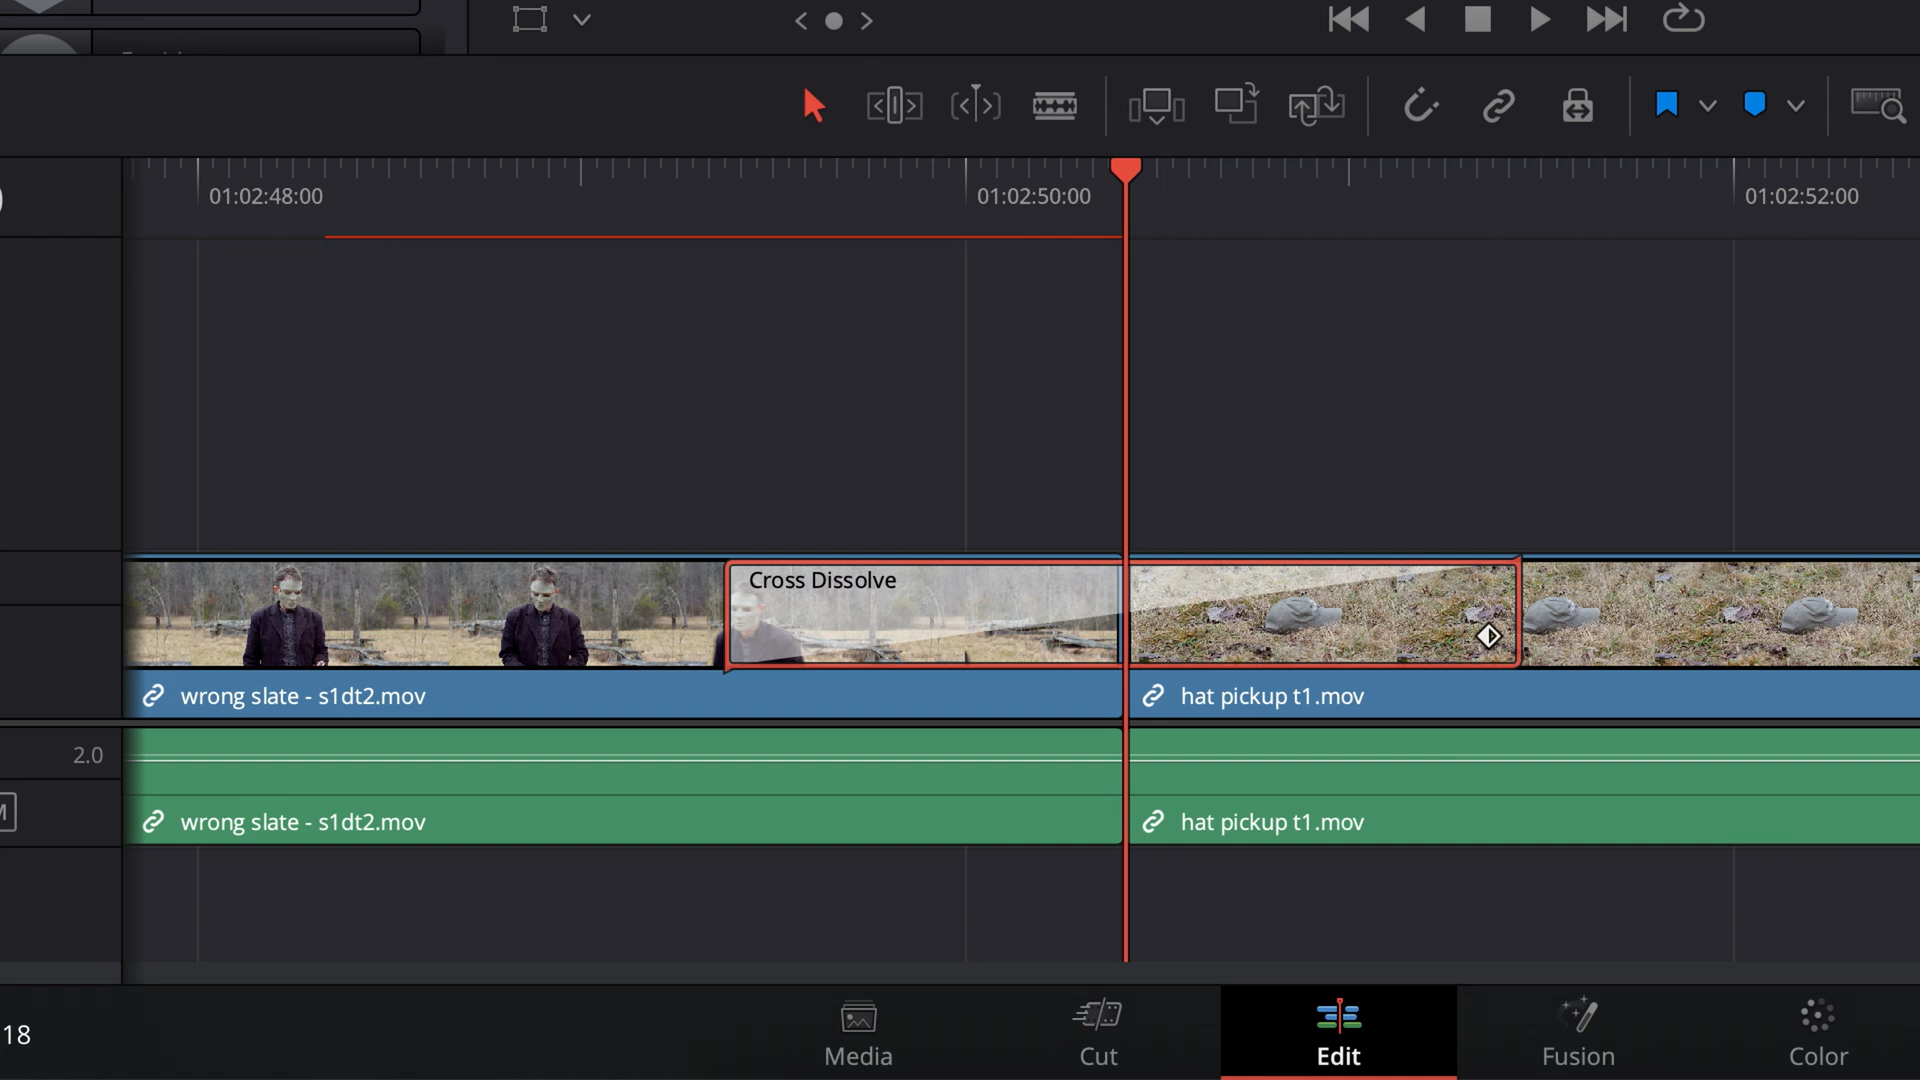 01:02:48:00
01:02:50:00
01:02:52:00
Cross Dissolve
wrong slate - s1dt2.mov
hat pickup t1.mov
2.0
M
wrong slate - s1dt2.mov
hat pickup t1.mov
18
Media
Cut
Edit
Fusion
Color